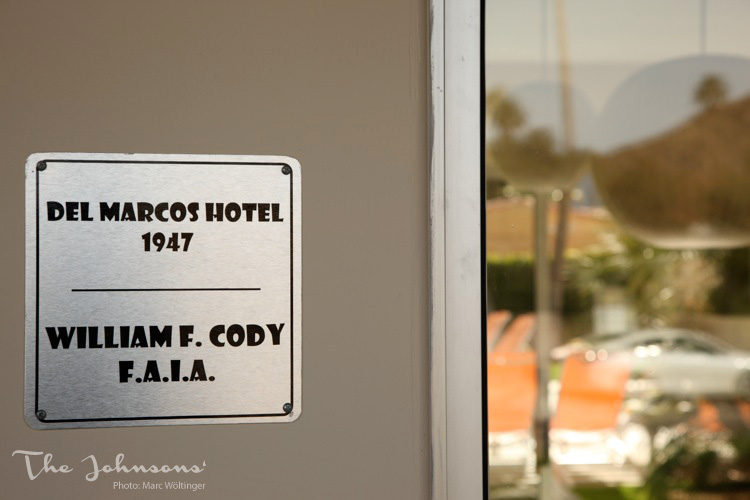 DEL MARCOS HOTEL
1947
WILLIAM F. CODY
F.A.I.A.
The Johnsons'
Photo: Marc Wöltinger